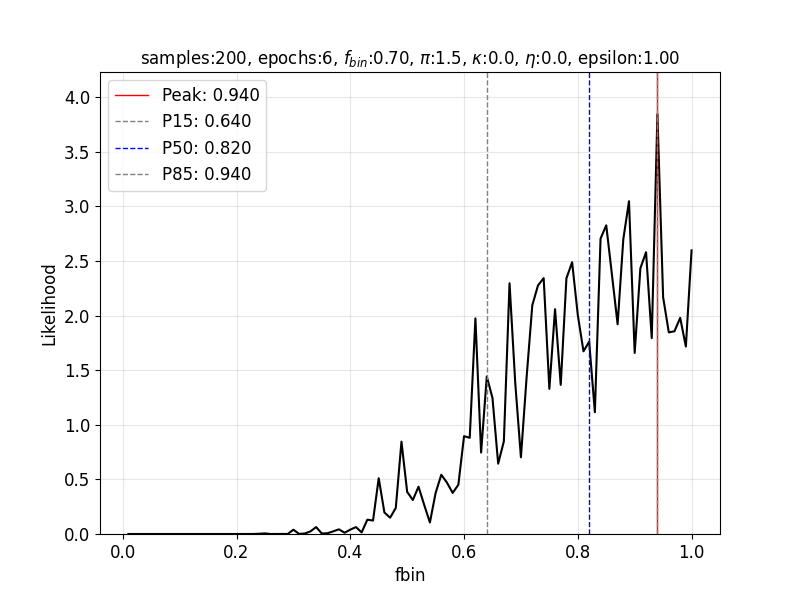 samples:200, epochs:6, f_bin:0.70, π:1.5, κ:0.0, η:0.0, epsilon:1.00
Peak: 0.940
P15: 0.640
P50: 0.820
P85: 0.940
Likelihood
4.0
3.5
3.0
2.5
2.0
1.5
1.0
0.5
0.0
0.0 0.2 0.4 0.6 0.8 1.0
fbin